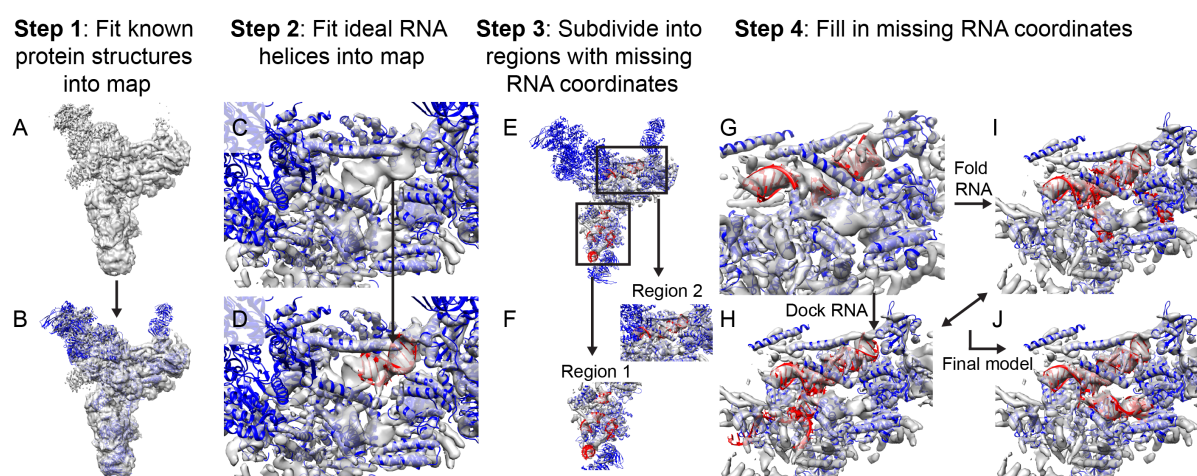 Step 1: Fit known
protein structures
into map
Step 2: Fit ideal RNA
helices into map
Step 3: Subdivide into
regions with missing
RNA coordinates
Step 4: Fill in missing RNA coordinates
A
B
C
D
E
F
Region 2
Region 1
G
Dock RNA
H
Fold
RNA
I
J
Final model